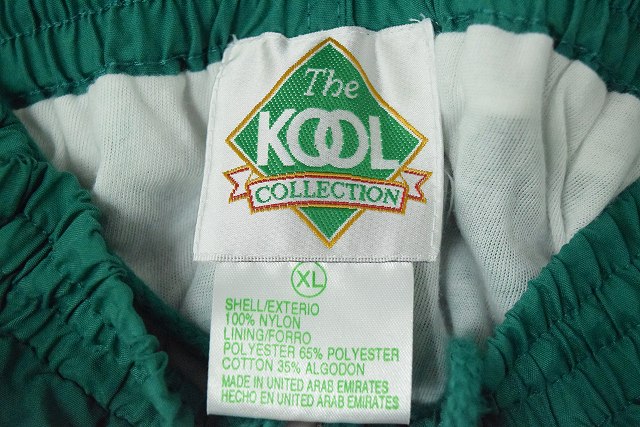 The
KOOL
COLLECTION
XL
SHELL/EXTERIO
100% NYLON
LINING/FORRO
POLYESTER 65% POLYESTER
COTTON 35% ALGODON
MADE IN UNITED ARAB EMIRATES
HECHO EN UNITED ARAB EMIRATES